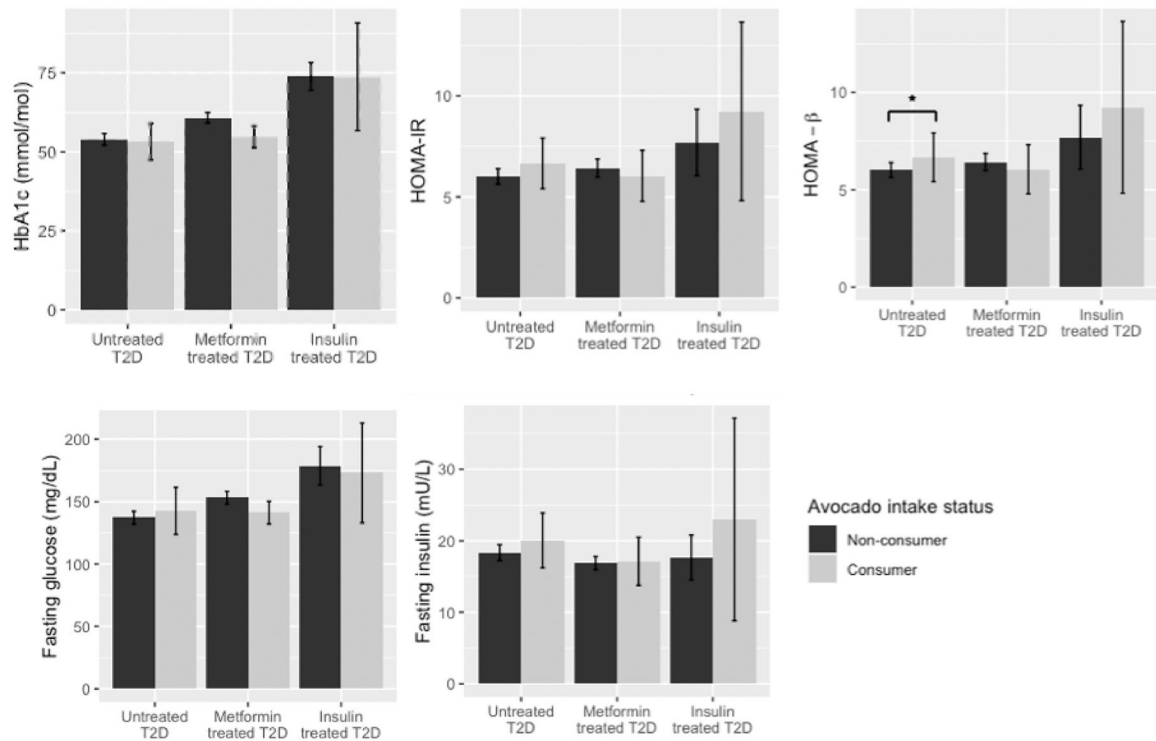 HbA1c (mmol/mol)
75
50
25
0
Untreated
T2D
Metformin
treated T2D
Insulin
treated T2D
HOMA-IR
10
5
0
Untreated
T2D
Metformin
treated T2D
Insulin
treated T2D
HOMA – β
10
5
0
*
Untreated
T2D
Metformin
treated T2D
Insulin
treated T2D
Fasting glucose (mg/dL)
200
150
100
50
0
Untreated
T2D
Metformin
treated T2D
Insulin
treated T2D
Fasting insulin (mU/L)
30
20
10
0
Untreated
T2D
Metformin
treated T2D
Insulin
treated T2D
Avocado intake status
Non-consumer
Consumer